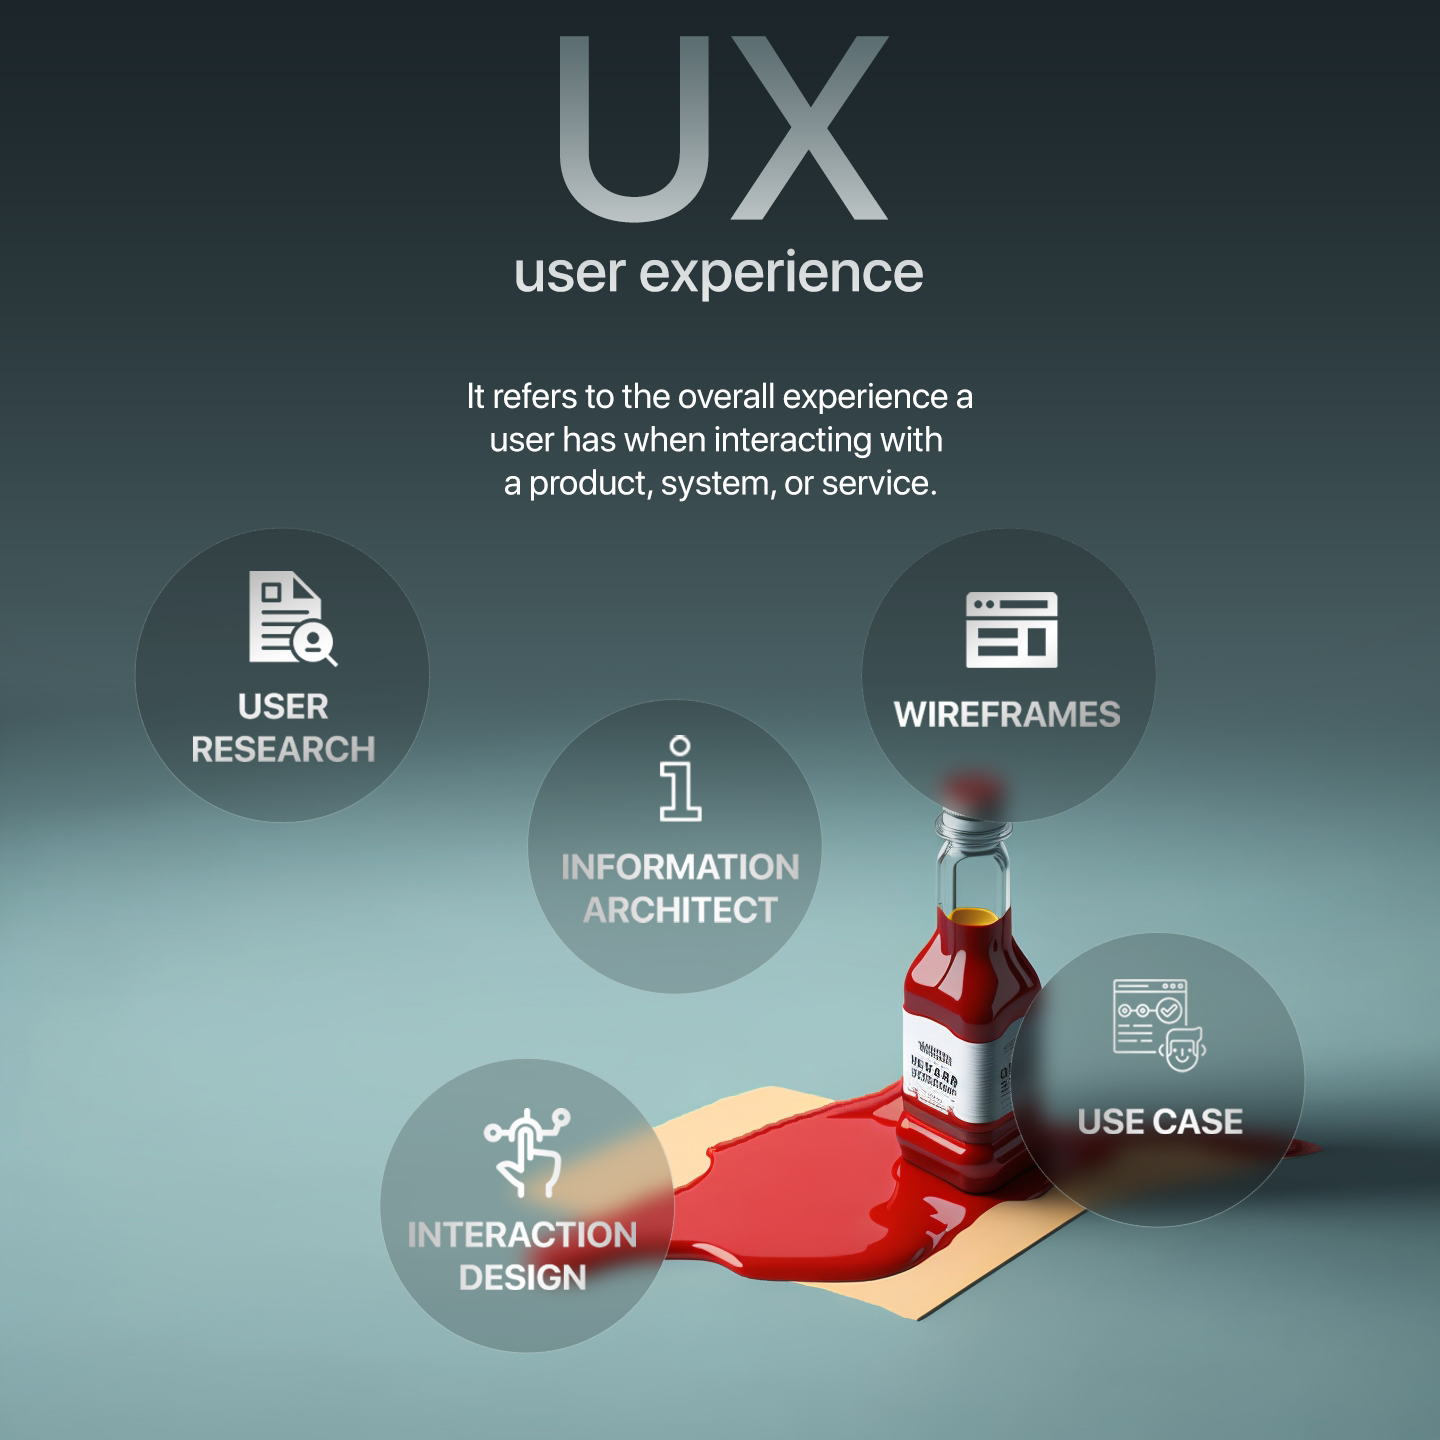 UX
user experience
It refers to the overall experience a
user has when interacting with
a product, system, or service.
USER
RESEARCH
WIREFRAMES
INFORMATION
ARCHITECT
USE CASE
INTERACTION
DESIGN